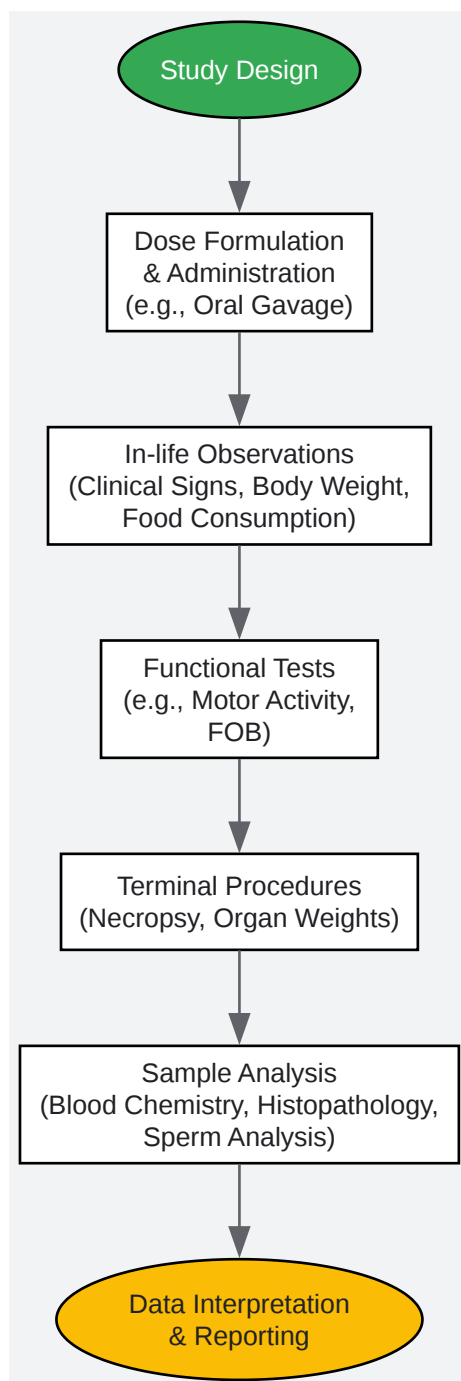 Study Design
Dose Formulation
& Administration
(e.g., Oral Gavage)
In-life Observations
(Clinical Signs, Body Weight,
Food Consumption)
Functional Tests
(e.g., Motor Activity,
FOB)
Terminal Procedures
(Necropsy, Organ Weights)
Sample Analysis
(Blood Chemistry, Histopathology,
Sperm Analysis)
Data Interpretation
& Reporting